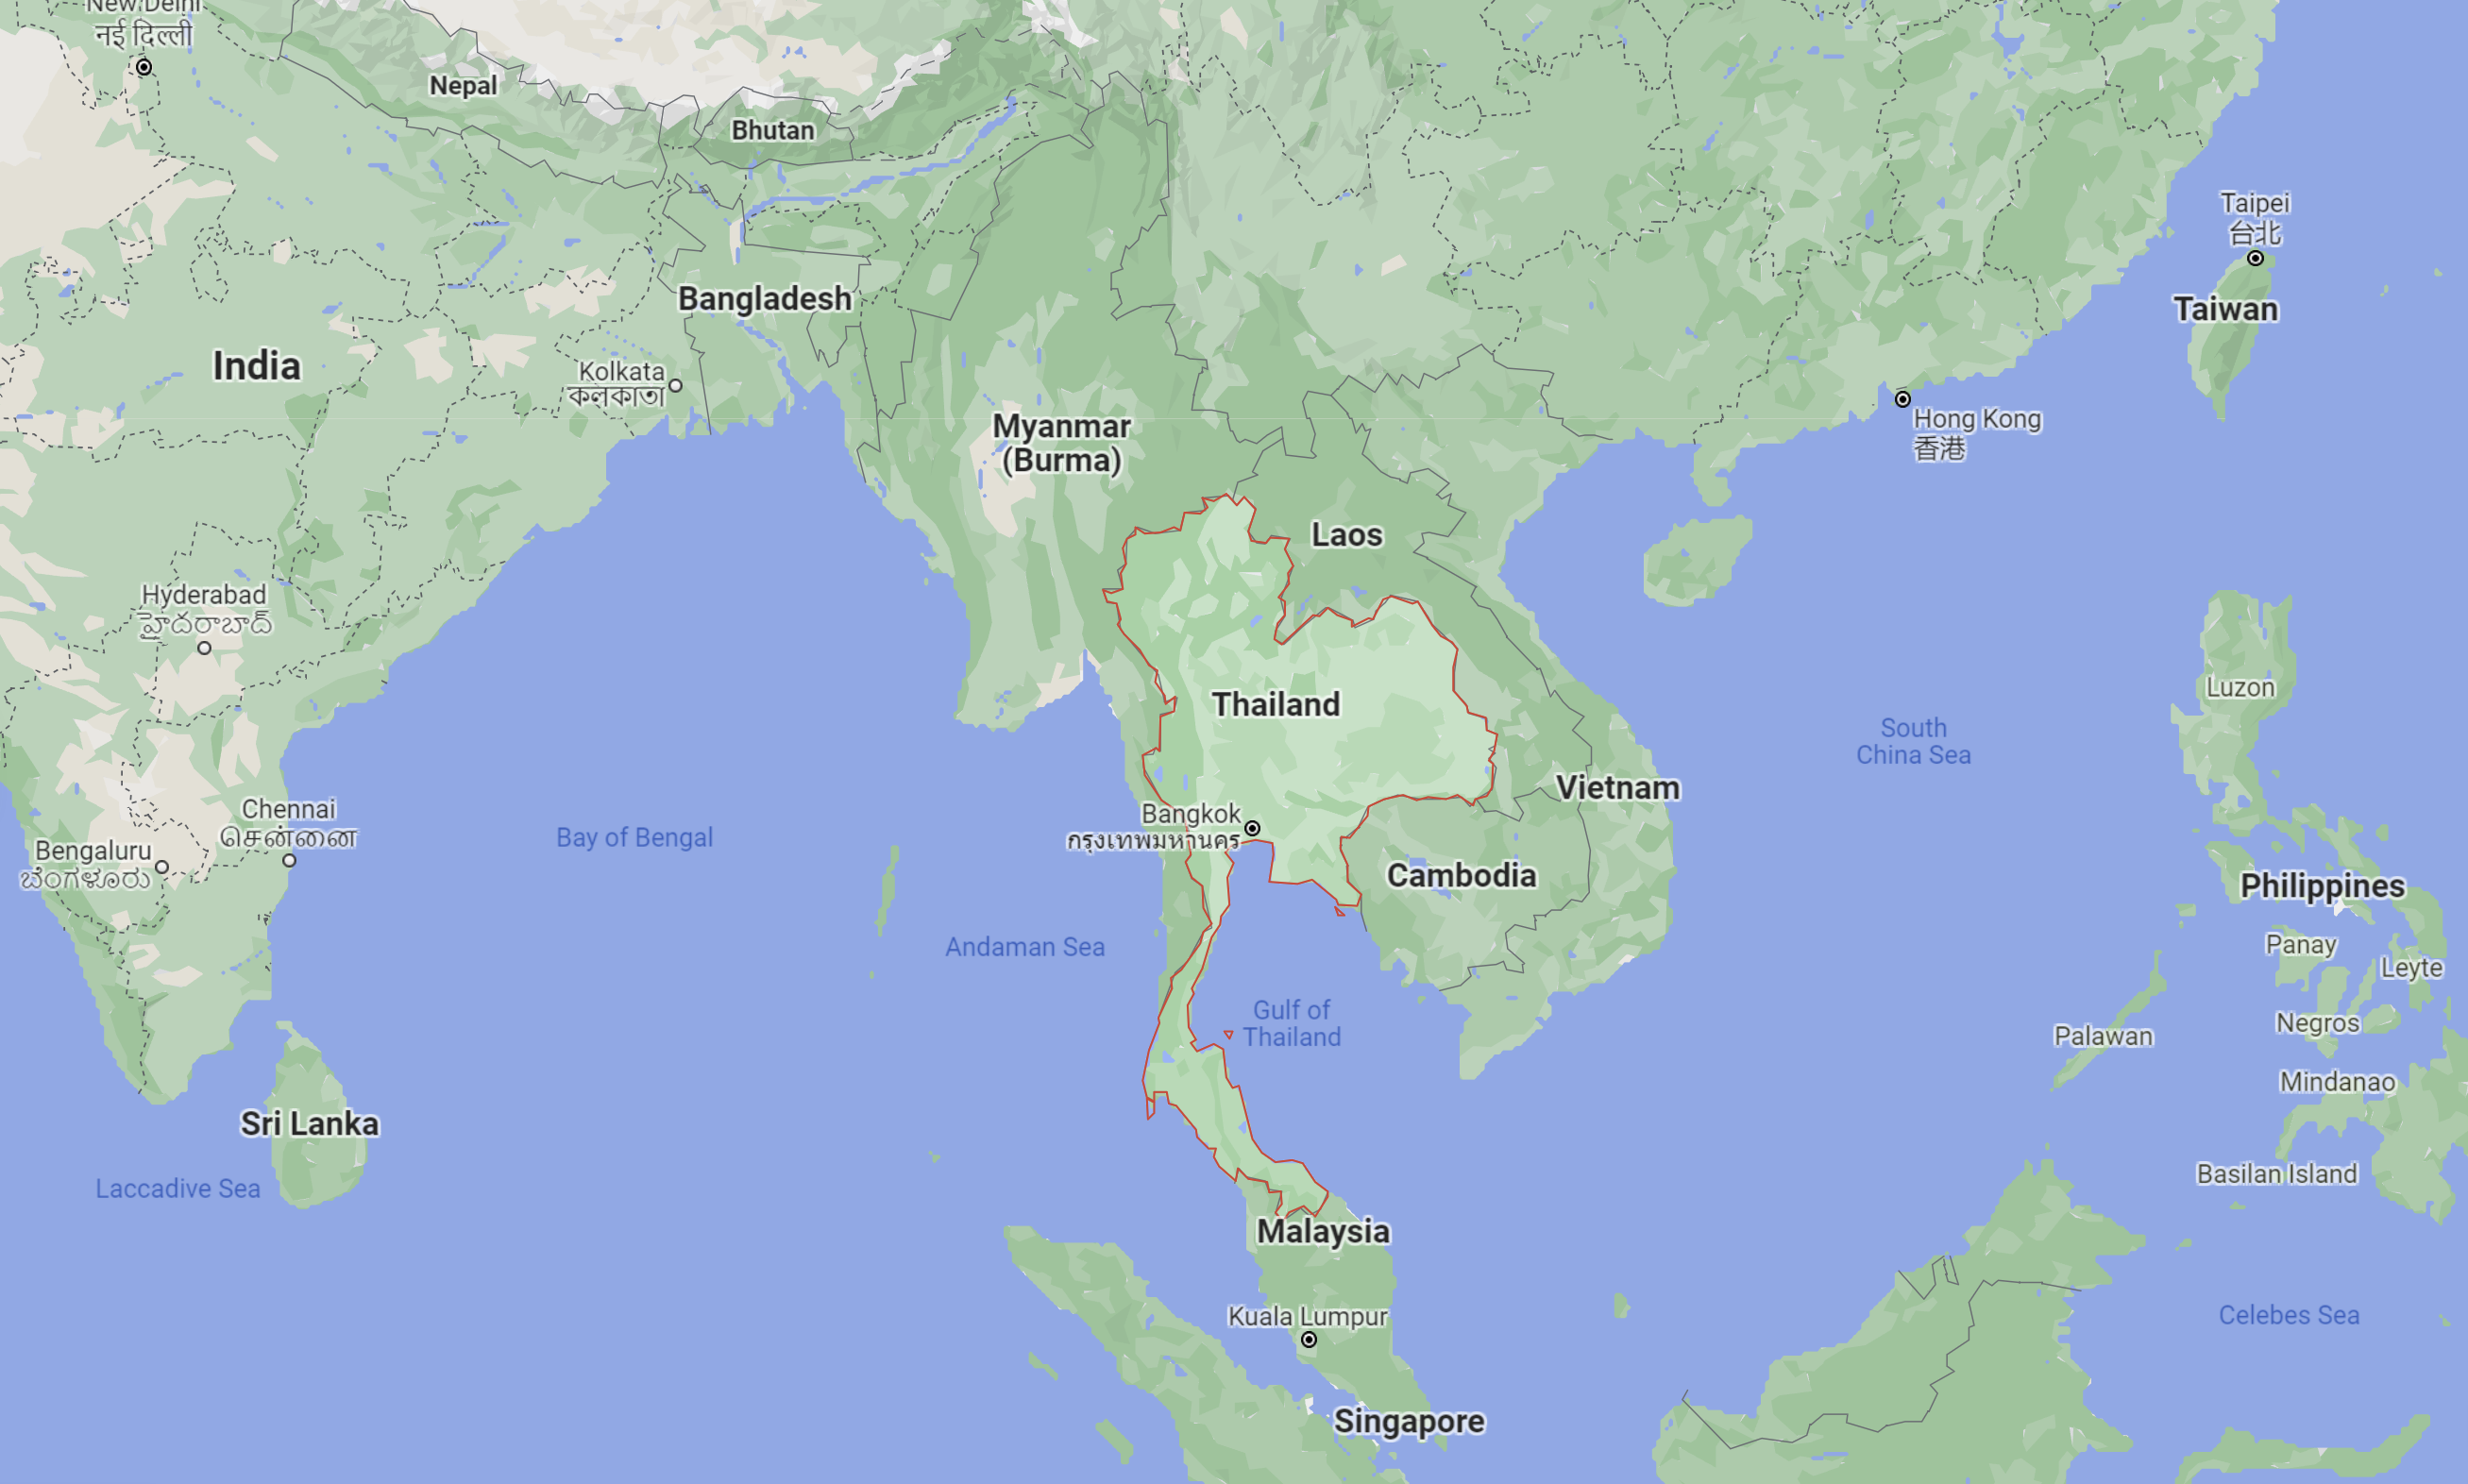 New Delhi
नई दिल्ली
Nepal
Bhutan
Taipei
台北
Taiwan
Bangladesh
India
Kolkata
কলকাতা
Hong Kong
香港
Myanmar
(Burma)
Laos
Hyderabad
హైదరాబాద్
Luzon
Thailand
South
China Sea
Vietnam
Chennai
சென்னை
Bangkok
กรุงเทพมหานคร
Bay of Bengal
Bengaluru
ಬೆಂಗಳೂರು
Cambodia
Philippines
Andaman Sea
Panay
Leyte
Gulf of
Thailand
Negros
Palawan
Mindanao
Sri Lanka
Basilan Island
Laccadive Sea
Malaysia
Kuala Lumpur
Celebes Sea
Singapore